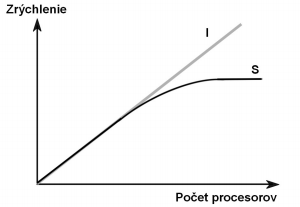 Zrýchlenie
I
S
Počet procesorov